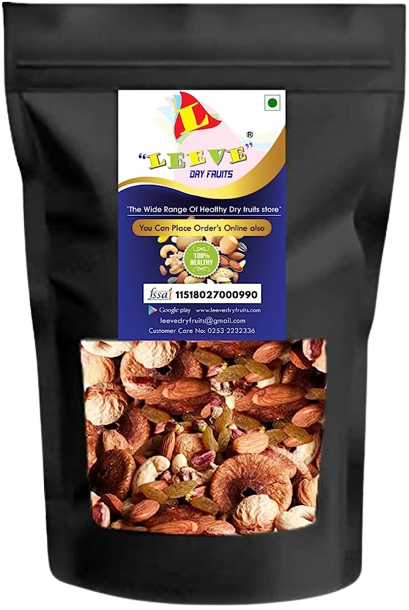 L
®
"LEEVE"
DRY FRUITS
"The Wide Range Of Healthy Dry fruits store"
You Can Place Order's Online also
100%
HEALTHY
fssai 11518027000990
Google play www.leevedryfruits.com
leevedryfruits@gmail.com
Customer Care No: 0253 2232336